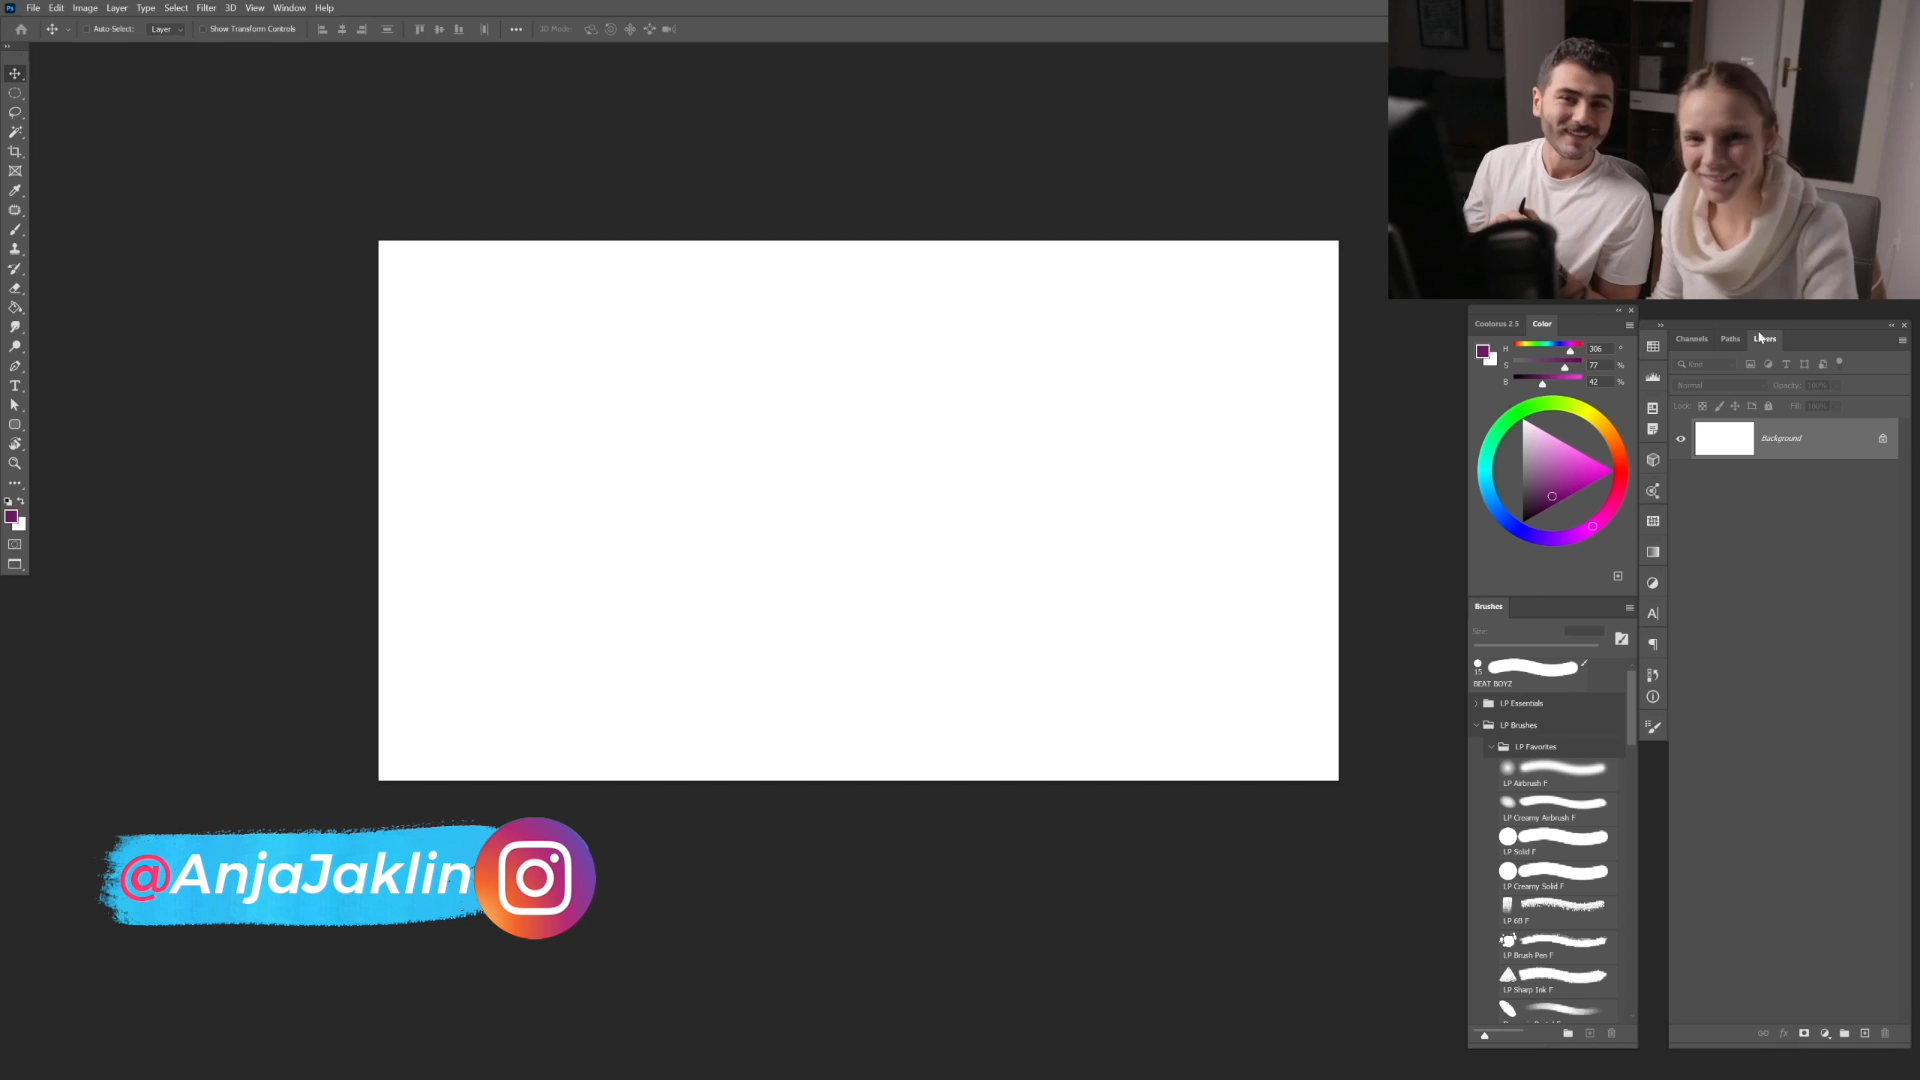 Ps File Edit Image Layer Type Select Filter 3D View Window Help
Auto-Select: Layer Show Transform Controls 3D Mode:
Coolorus 2.5 Color
H 306 °
S 77 %
B 42 %
Channels Paths Layers
Kind
Normal Opacity: 100%
Lock: Fill: 100%
Background
Brushes
Size:
15
BEAT BOYZ
LP Essentials
LP Brushes
LP Favorites
LP Airbrush F
LP Creamy Airbrush F
LP Solid F
LP Creamy Solid F
LP 6B F
LP Brush Pen F
LP Sharp Ink F
@AnjaJaklin